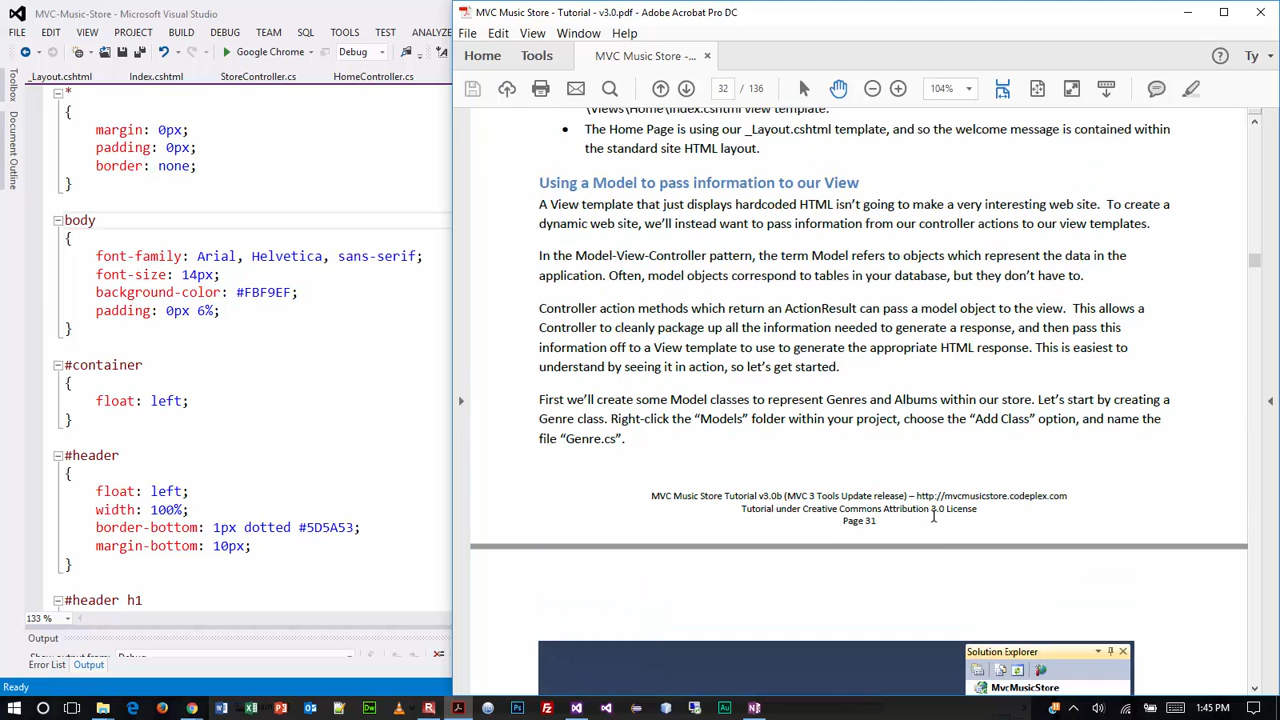 MVC-Music-Store - Microsoft Visual Studio
FILE EDIT VIEW PROJECT BUILD DEBUG TEAM SQL TOOLS TEST ANALYZE
Google Chrome Debug
_Layout.cshtml Index.cshtml StoreController.cs HomeController.cs
Toolbox
Document Outline
*
{
margin: 0px;
padding: 0px;
border: none;
}
body
{
font-family: Arial, Helvetica, sans-serif;
font-size: 14px;
background-color: #FBF9EF;
padding: 0px 6%;
}
#container
{
float: left;
}
#header
{
float: left;
width: 100%;
border-bottom: 1px dotted #5D5A53;
margin-bottom: 10px;
}
#header h1
133 %
Output
Show output from: Debug
Error List Output
Ready
MVC Music Store - Tutorial - v3.0.pdf - Adobe Acrobat Pro DC
File Edit View Window Help
Home Tools MVC Music Store -... Ty
32 / 136 104%
\Views\Home\Index.cshtml view template.
• The Home Page is using our _Layout.cshtml template, and so the welcome message is contained within
the standard site HTML layout.
Using a Model to pass information to our View
A View template that just displays hardcoded HTML isn’t going to make a very interesting web site. To create a
dynamic web site, we’ll instead want to pass information from our controller actions to our view templates.
In the Model-View-Controller pattern, the term Model refers to objects which represent the data in the
application. Often, model objects correspond to tables in your database, but they don’t have to.
Controller action methods which return an ActionResult can pass a model object to the view. This allows a
Controller to cleanly package up all the information needed to generate a response, and then pass this
information off to a View template to use to generate the appropriate HTML response. This is easiest to
understand by seeing it in action, so let’s get started.
First we’ll create some Model classes to represent Genres and Albums within our store. Let’s start by creating a
Genre class. Right-click the “Models” folder within your project, choose the “Add Class” option, and name the
file “Genre.cs”.
MVC Music Store Tutorial v3.0b (MVC 3 Tools Update release) – http://mvcmusicstore.codeplex.com
Tutorial under Creative Commons Attribution 3.0 License
Page 31
Solution Explorer
MvcMusicStore
1:45 PM